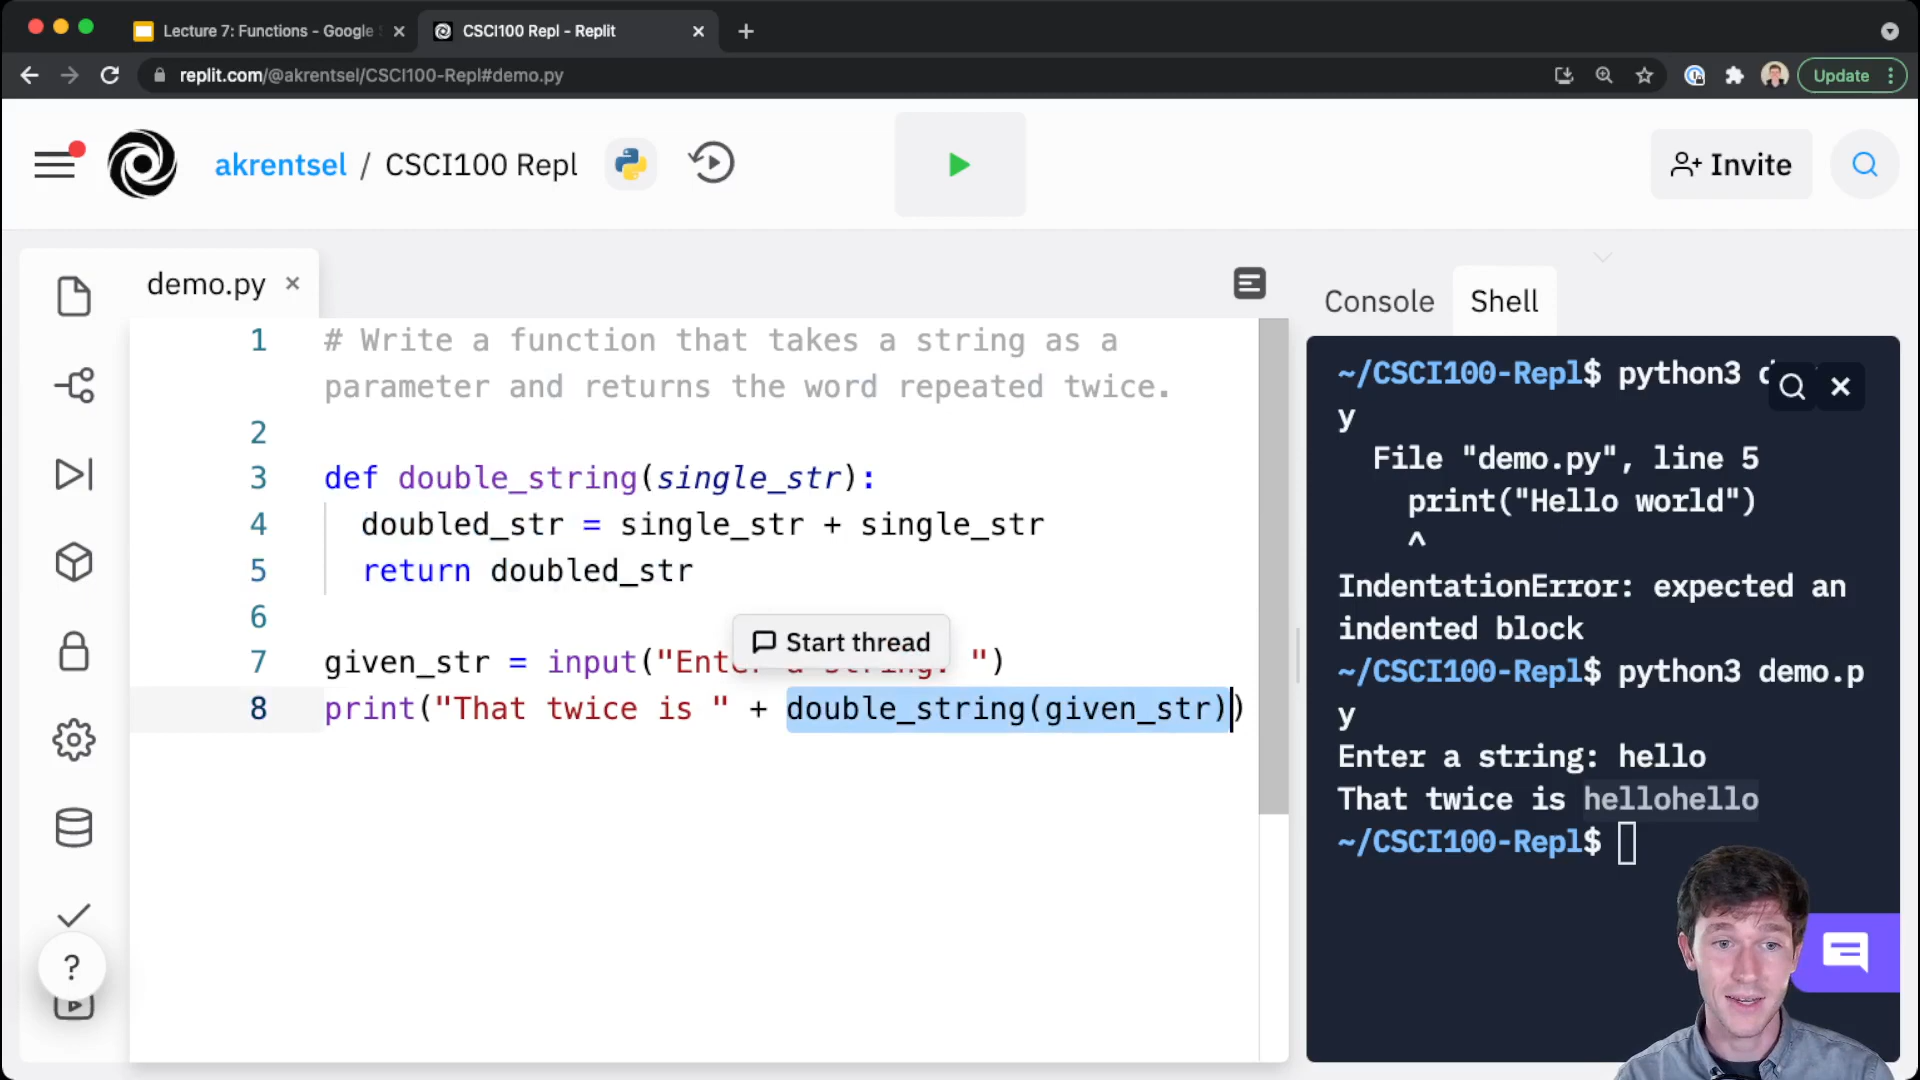 Lecture 7: Functions - Google
CSCI100 Repl - Replit
replit.com/@akrentsel/CSCI100-Repl#demo.py
Update
akrentsel / CSCI100 Repl
Invite
demo.py
Console
Shell
1 # Write a function that takes a string as a
parameter and returns the word repeated twice.
2
3 def double_string(single_str):
4 doubled_str = single_str + single_str
5 return doubled_str
6
Start thread
7 given_str = input("Enter a string: ")
8 print("That twice is " + double_string(given_str))
?
~/CSCI100-Repl$ python3 d
y
File "demo.py", line 5
print("Hello world")
^
IndentationError: expected an
indented block
~/CSCI100-Repl$ python3 demo.p
y
Enter a string: hello
That twice is hellohello
~/CSCI100-Repl$